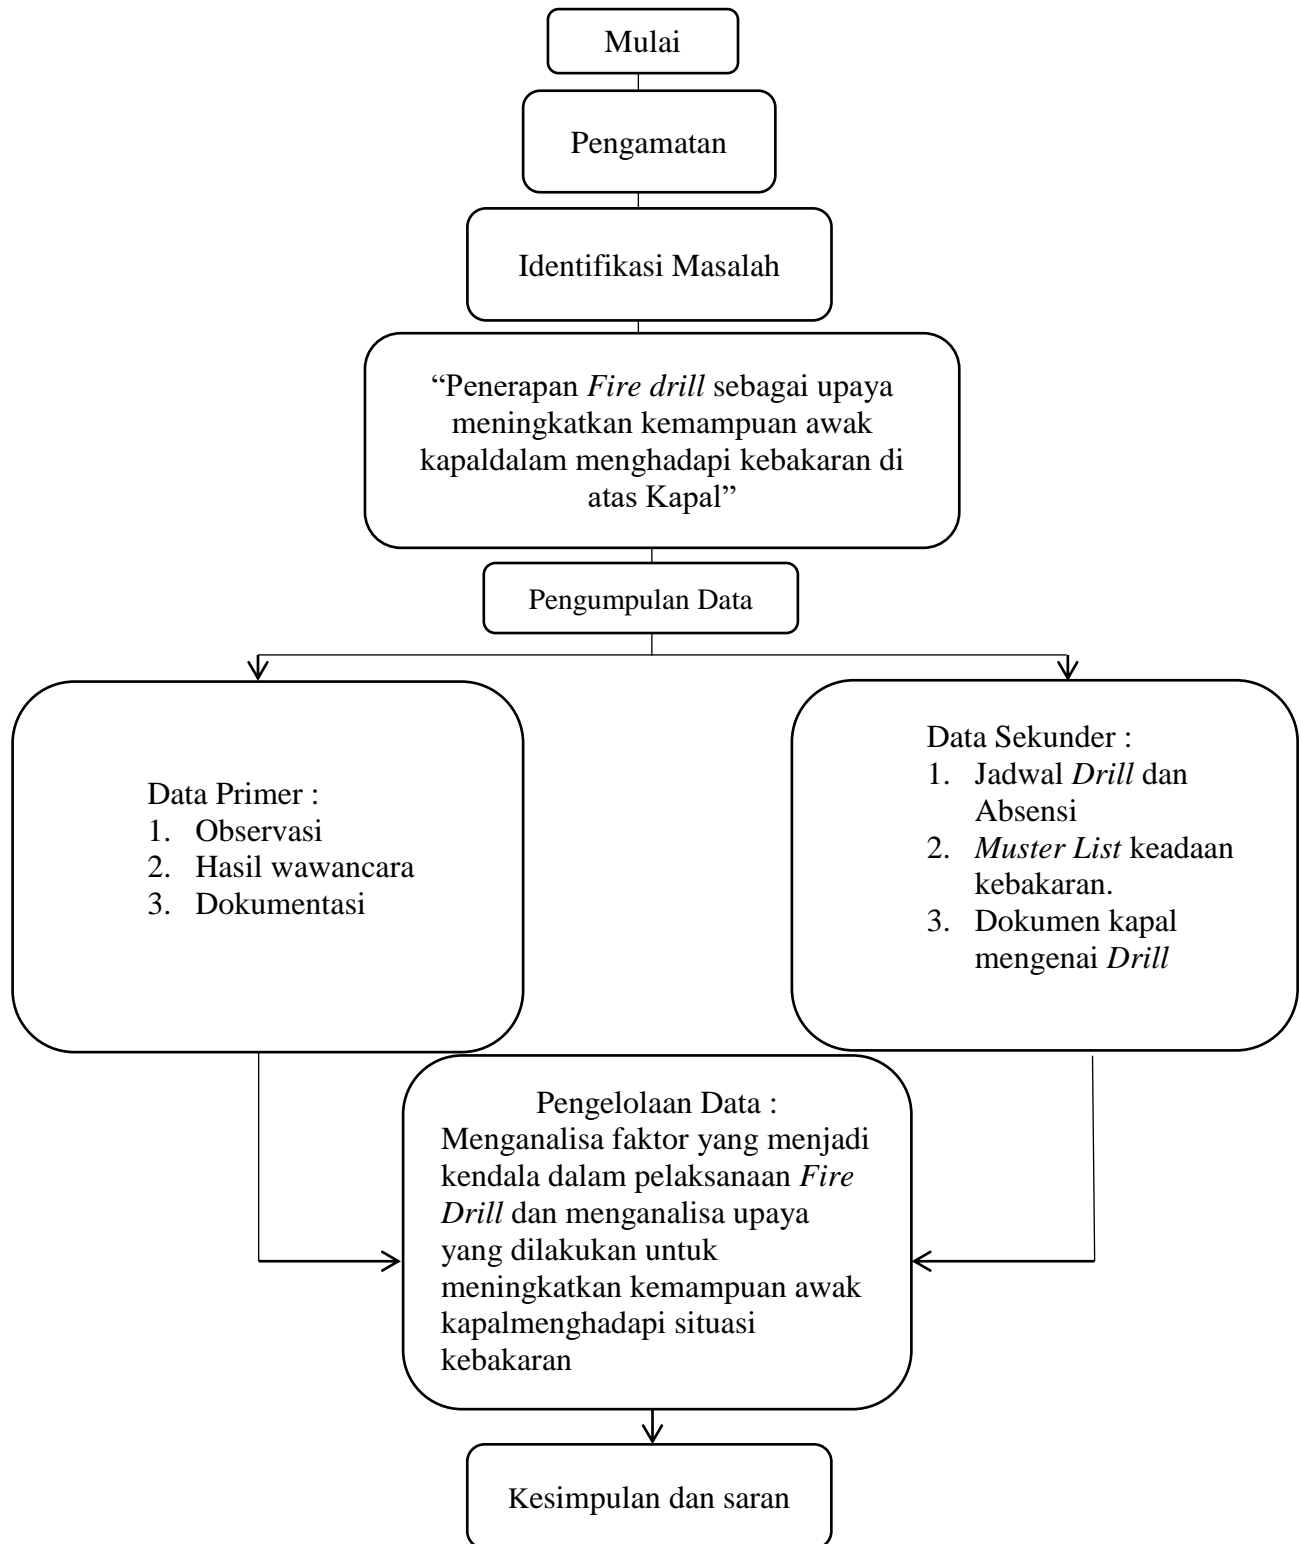 Mulai
Pengamatan
Identifikasi Masalah
“Penerapan Fire drill sebagai upaya
meningkatkan kemampuan awak
kapaldalam menghadapi kebakaran di
atas Kapal”
Pengumpulan Data
Data Primer :
1. Observasi
2. Hasil wawancara
3. Dokumentasi
Data Sekunder :
1. Jadwal Drill dan
Absensi
2. Muster List keadaan
kebakaran.
3. Dokumen kapal
mengenai Drill
Pengelolaan Data :
Menganalisa faktor yang menjadi
kendala dalam pelaksanaan Fire
Drill dan menganalisa upaya
yang dilakukan untuk
meningkatkan kemampuan awak
kapalmenghadapi situasi
kebakaran
Kesimpulan dan saran